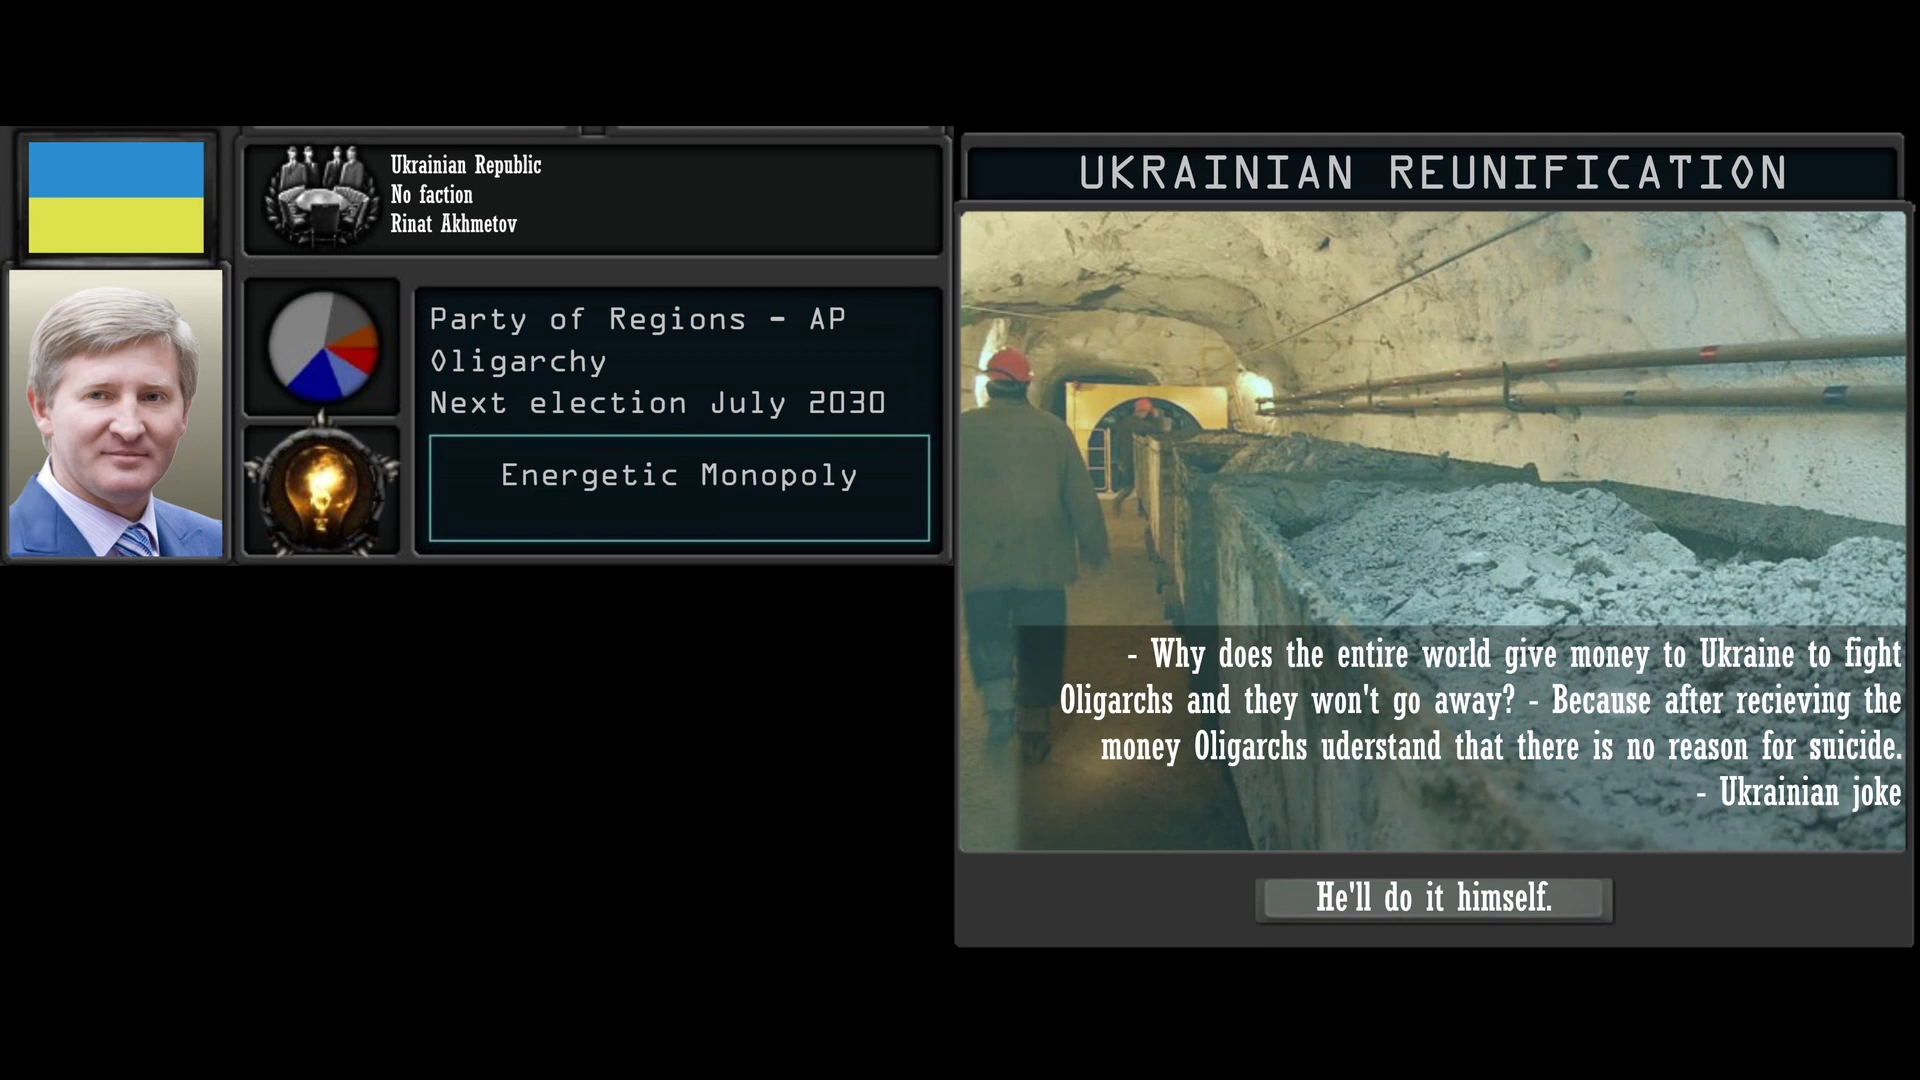 Ukrainian Republic
No faction
Rinat Akhmetov
Party of Regions - AP
Oligarchy
Next election July 2030
Energetic Monopoly
UKRAINIAN REUNIFICATION
- Why does the entire world give money to Ukraine to fight
Oligarchs and they won't go away? - Because after recieving the
money Oligarchs uderstand that there is no reason for suicide.
- Ukrainian joke
He'll do it himself.